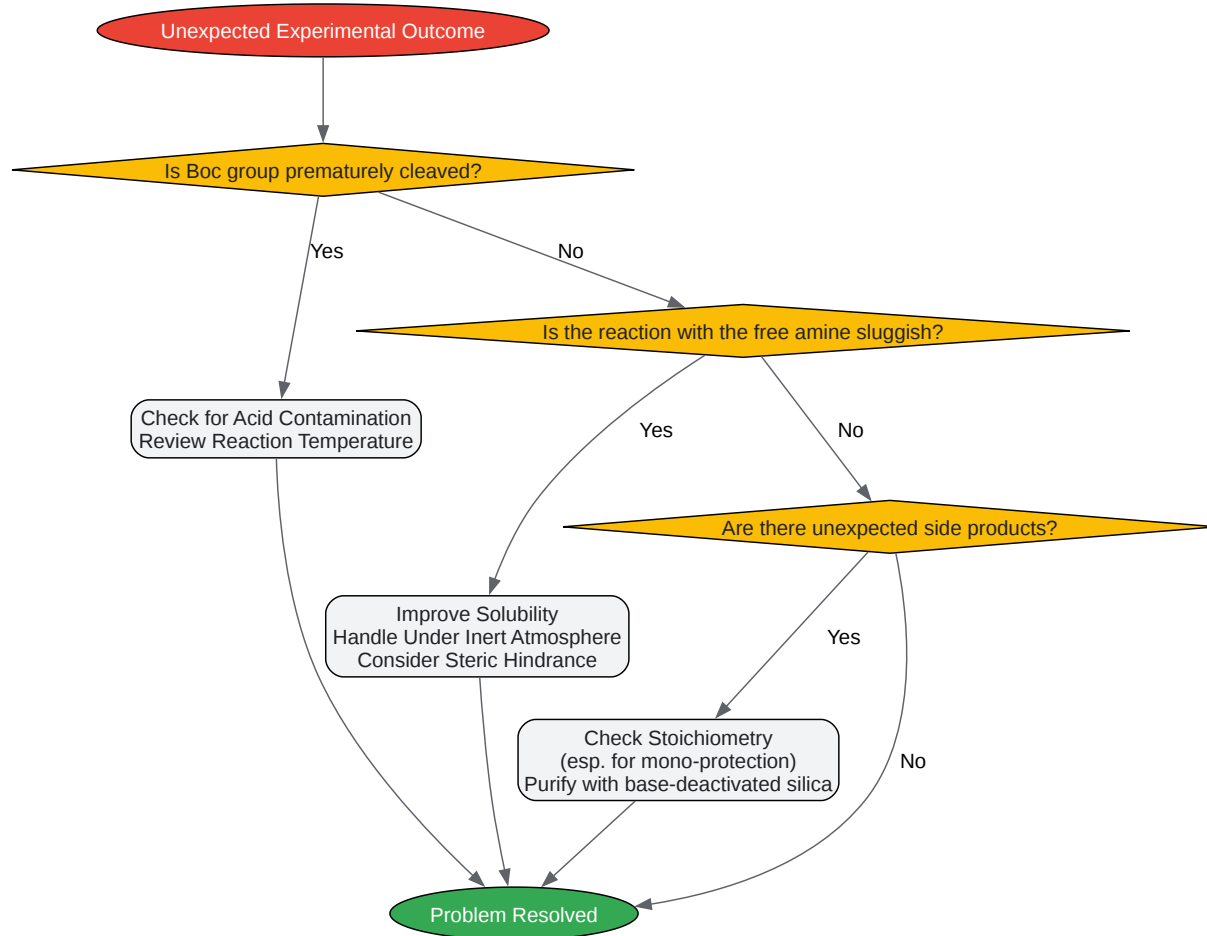 Unexpected Experimental Outcome
Is Boc group prematurely cleaved?
Yes
No
Is the reaction with the free amine sluggish?
Check for Acid Contamination
Review Reaction Temperature
Yes
No
Are there unexpected side products?
Improve Solubility
Handle Under Inert Atmosphere
Consider Steric Hindrance
Yes
Check Stoichiometry
(esp. for mono-protection)
Purify with base-deactivated silica
No
Problem Resolved